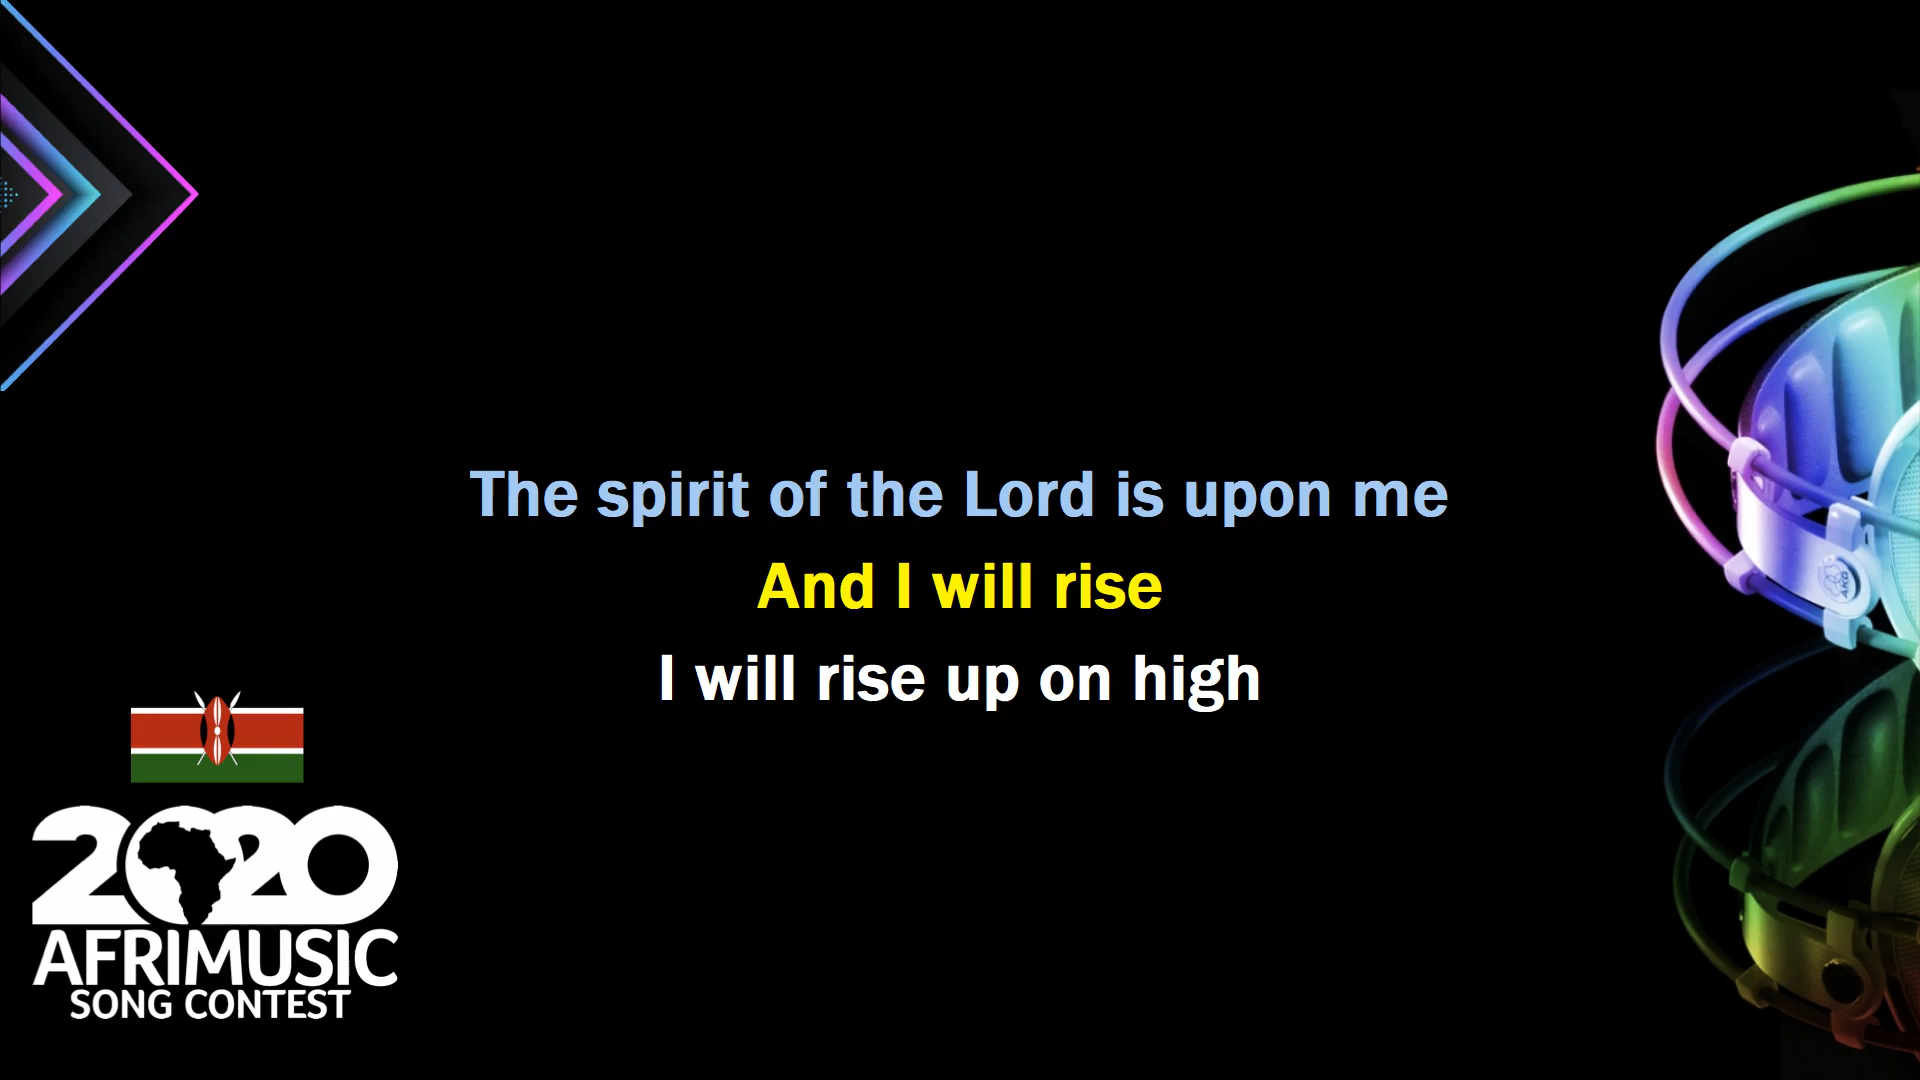 The spirit of the Lord is upon me
And I will rise
I will rise up on high
2020
AFRIMUSIC
SONG CONTEST
AKG